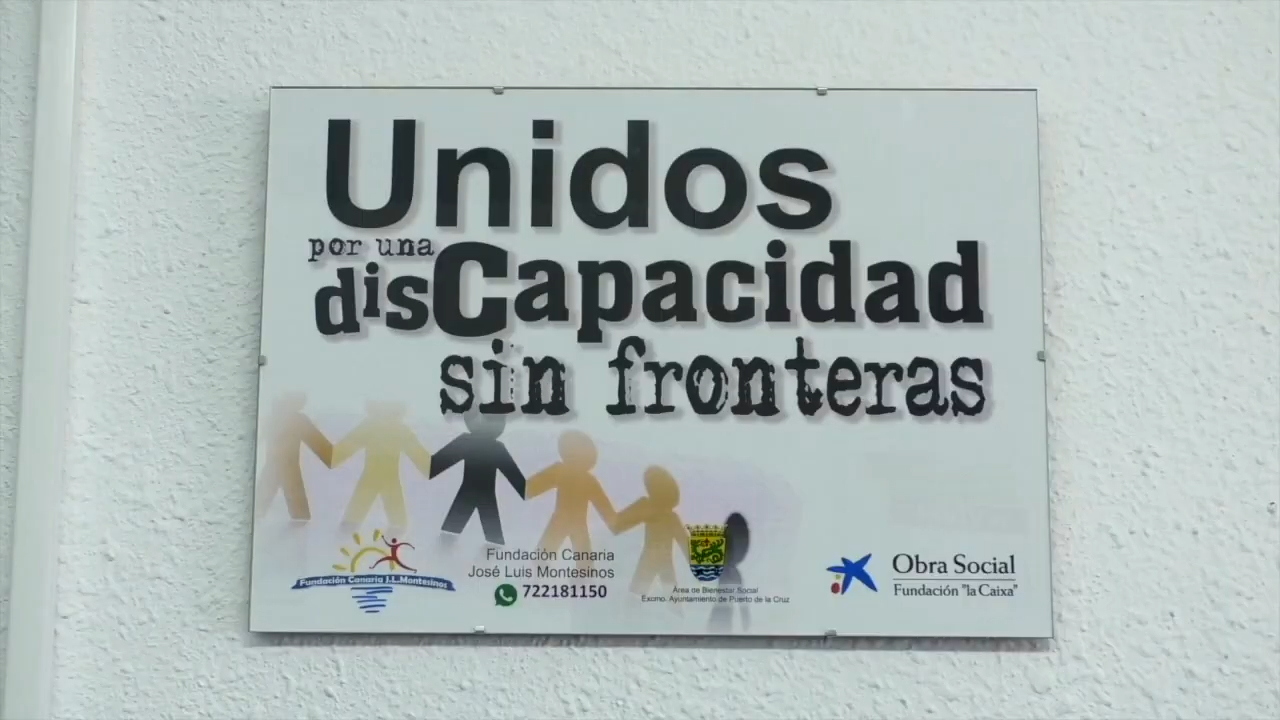 Unidos
por una
disCapacidad
sin fronteras
Fundación Canaria J.L.Montesinos
Fundación Canaria
José Luis Montesinos
722181150
Área de Bienestar Social
Excmo. Ayuntamiento de Puerto de la Cruz
Obra Social
Fundación "la Caixa"